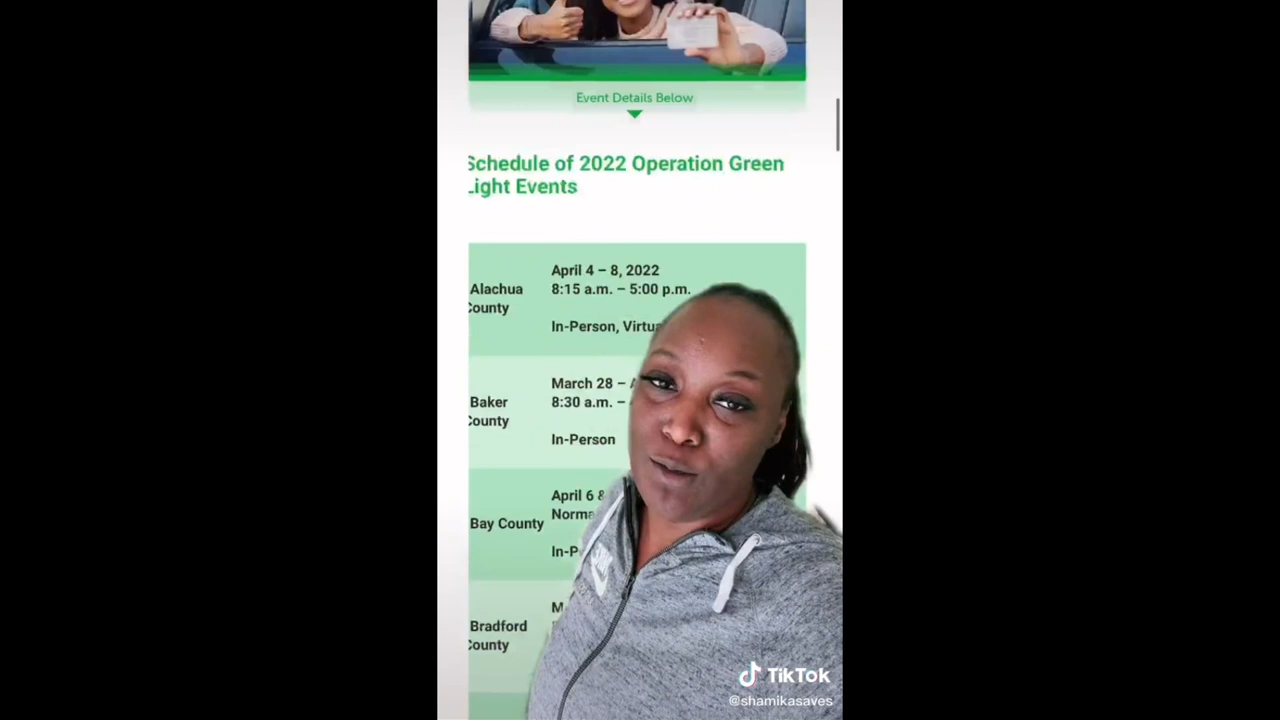 Event Details Below
Schedule of 2022 Operation Green
Light Events
April 4 – 8, 2022
Alachua
County
8:15 a.m. – 5:00 p.m.
In-Person, Virtua
March 28 –
Baker
County
8:30 a.m. –
In-Person
April 6 &
Bay County
Norma
In-P
M
Bradford
County
TikTok
@shamikasaves